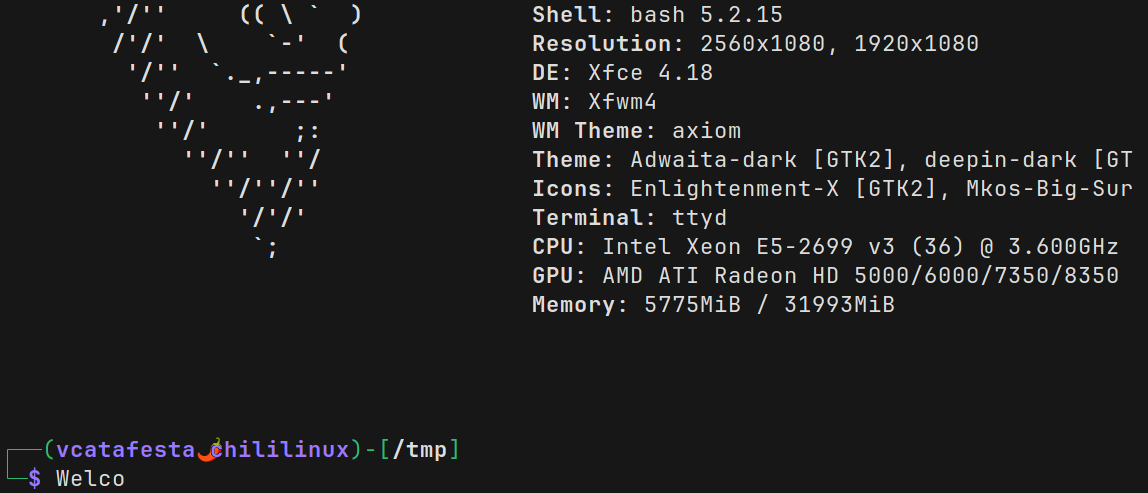 Shell: bash 5.2.15
Resolution: 2560x1080, 1920x1080
DE: Xfce 4.18
WM: Xfwm4
WM Theme: axiom
Theme: Adwaita-dark [GTK2], deepin-dark [GT
Icons: Enlightenment-X [GTK2], Mkos-Big-Sur
Terminal: ttyd
CPU: Intel Xeon E5-2699 v3 (36) @ 3.600GHz
GPU: AMD ATI Radeon HD 5000/6000/7350/8350
Memory: 5775MiB / 31993MiB
(vcatafesta🌶chililinux)-[/tmp]
$ Welco